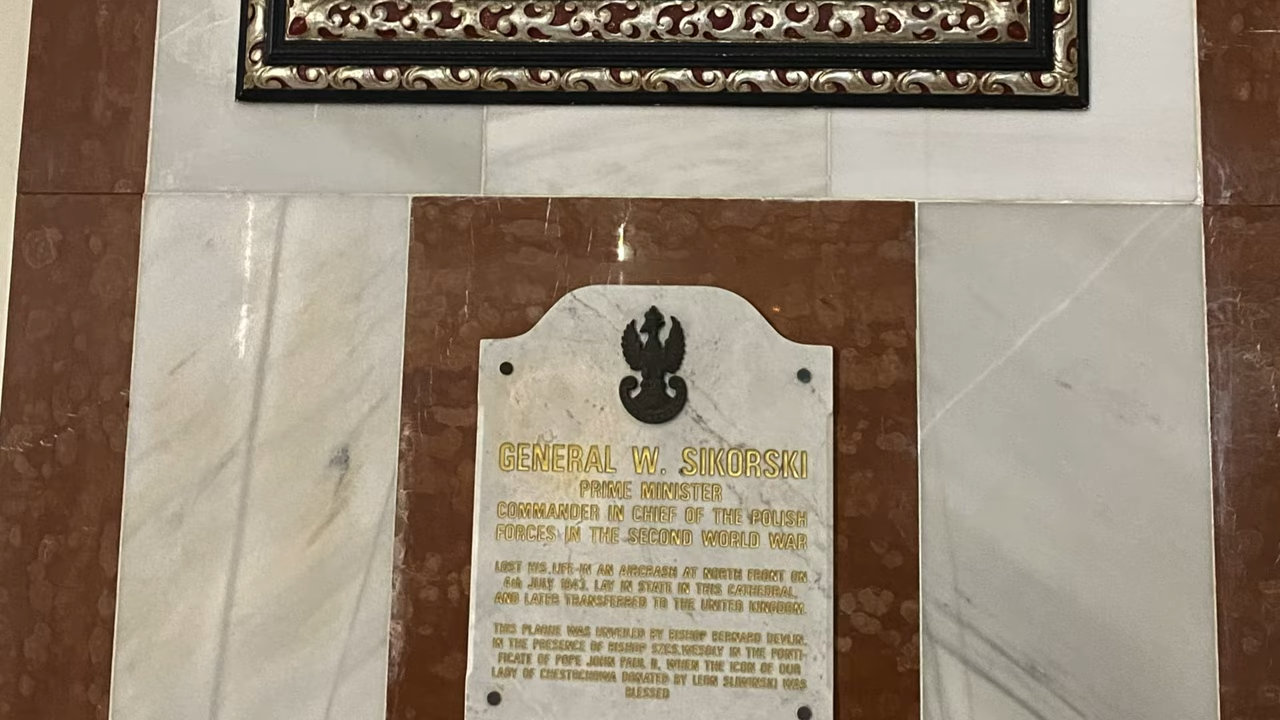 GENERAL W. SIKORSKI
PRIME MINISTER
COMMANDER IN CHIEF OF THE POLISH
FORCES IN THE SECOND WORLD WAR
LOST HIS LIFE IN AN AIRCRASH AT NORTH FRONT ON
4th JULY 1943. LAY IN STATE IN THIS CATHEDRAL,
AND LATER TRANSFERRED TO THE UNITED KINGDOM.
THIS PLAQUE WAS UNVEILED BY BISHOP BERNARD DEVLIN,
IN THE PRESENCE OF BISHOP SZCS.WESOLY IN THE PONTI-
FICATE OF POPE JOHN PAUL II, WHEN THE ICON OF OUR
LADY OF CHESTOCHOWA DONATED BY LEON SLIWINSKI WAS
BLESSED